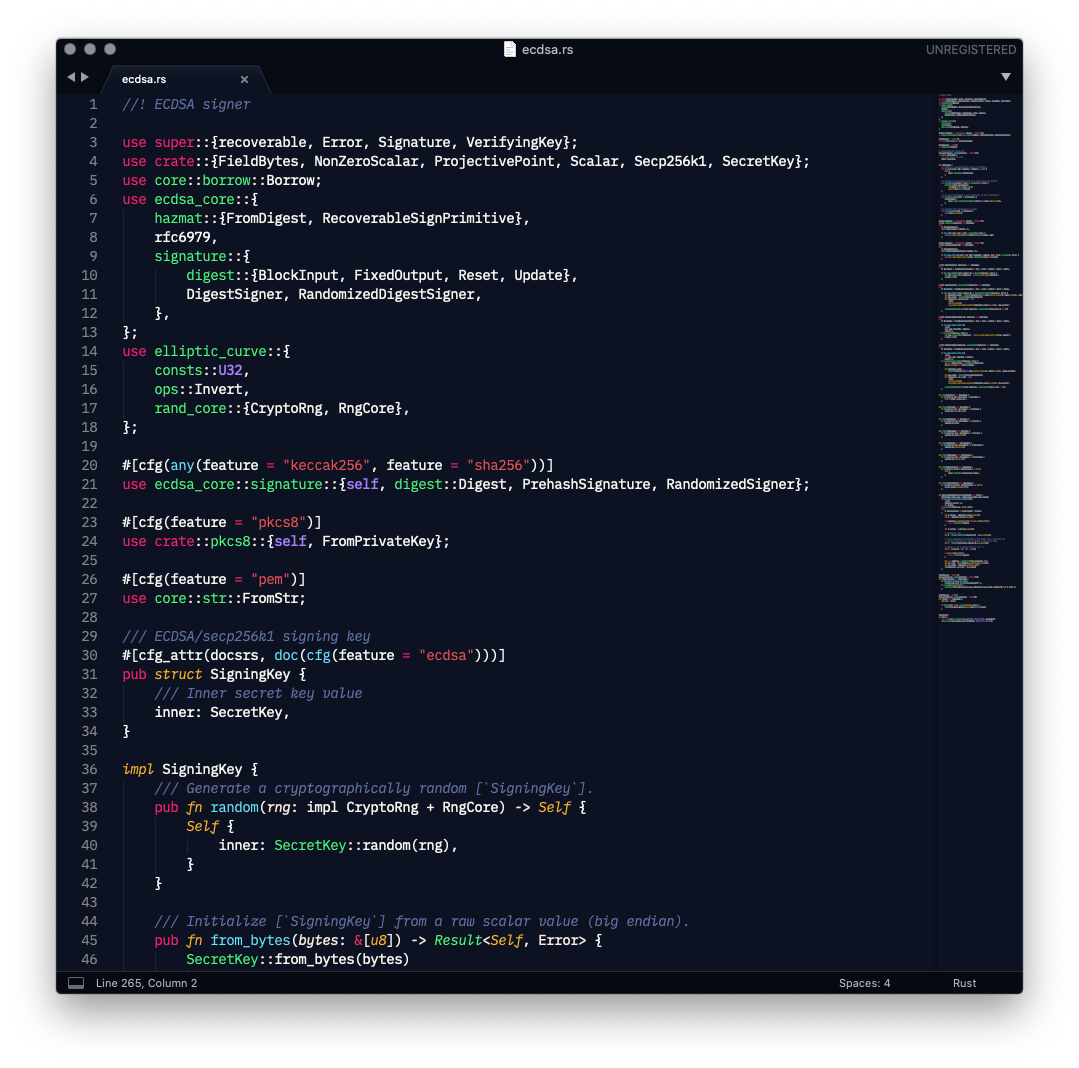 ecdsa.rs
UNREGISTERED
ecdsa.rs ×
1 //! ECDSA signer
2
3 use super::{recoverable, Error, Signature, VerifyingKey};
4 use crate::{FieldBytes, NonZeroScalar, ProjectivePoint, Scalar, Secp256k1, SecretKey};
5 use core::borrow::Borrow;
6 use ecdsa_core::{
7     hazmat::{FromDigest, RecoverableSignPrimitive},
8     rfc6979,
9     signature::{
10         digest::{BlockInput, FixedOutput, Reset, Update},
11         DigestSigner, RandomizedDigestSigner,
12     },
13 };
14 use elliptic_curve::{
15     consts::U32,
16     ops::Invert,
17     rand_core::{CryptoRng, RngCore},
18 };
19
20 #[cfg(any(feature = "keccak256", feature = "sha256"))]
21 use ecdsa_core::signature::{self, digest::Digest, PrehashSignature, RandomizedSigner};
22
23 #[cfg(feature = "pkcs8")]
24 use crate::pkcs8::{self, FromPrivateKey};
25
26 #[cfg(feature = "pem")]
27 use core::str::FromStr;
28
29 /// ECDSA/secp256k1 signing key
30 #[cfg_attr(docsrs, doc(cfg(feature = "ecdsa")))]
31 pub struct SigningKey {
32     /// Inner secret key value
33     inner: SecretKey,
34 }
35
36 impl SigningKey {
37     /// Generate a cryptographically random [`SigningKey`].
38     pub fn random(rng: impl CryptoRng + RngCore) -> Self {
39         Self {
40             inner: SecretKey::random(rng),
41         }
42     }
43
44     /// Initialize [`SigningKey`] from a raw scalar value (big endian).
45     pub fn from_bytes(bytes: &[u8]) -> Result<Self, Error> {
46         SecretKey::from_bytes(bytes)
Line 265, Column 2
Spaces: 4
Rust